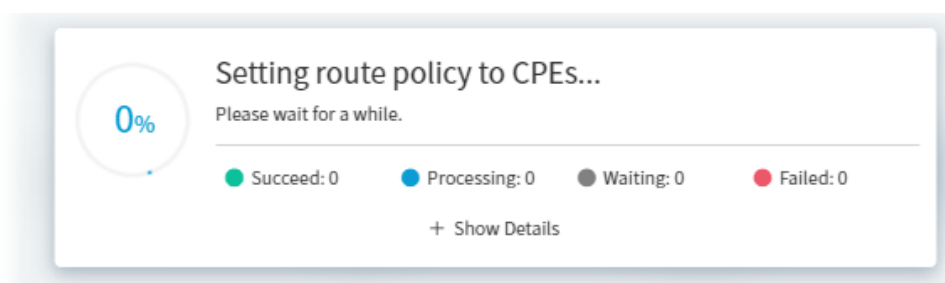 Setting route policy to CPEs...
0%
Please wait for a while.
Succeed: 0 Processing: 0 Waiting: 0 Failed: 0
+ Show Details